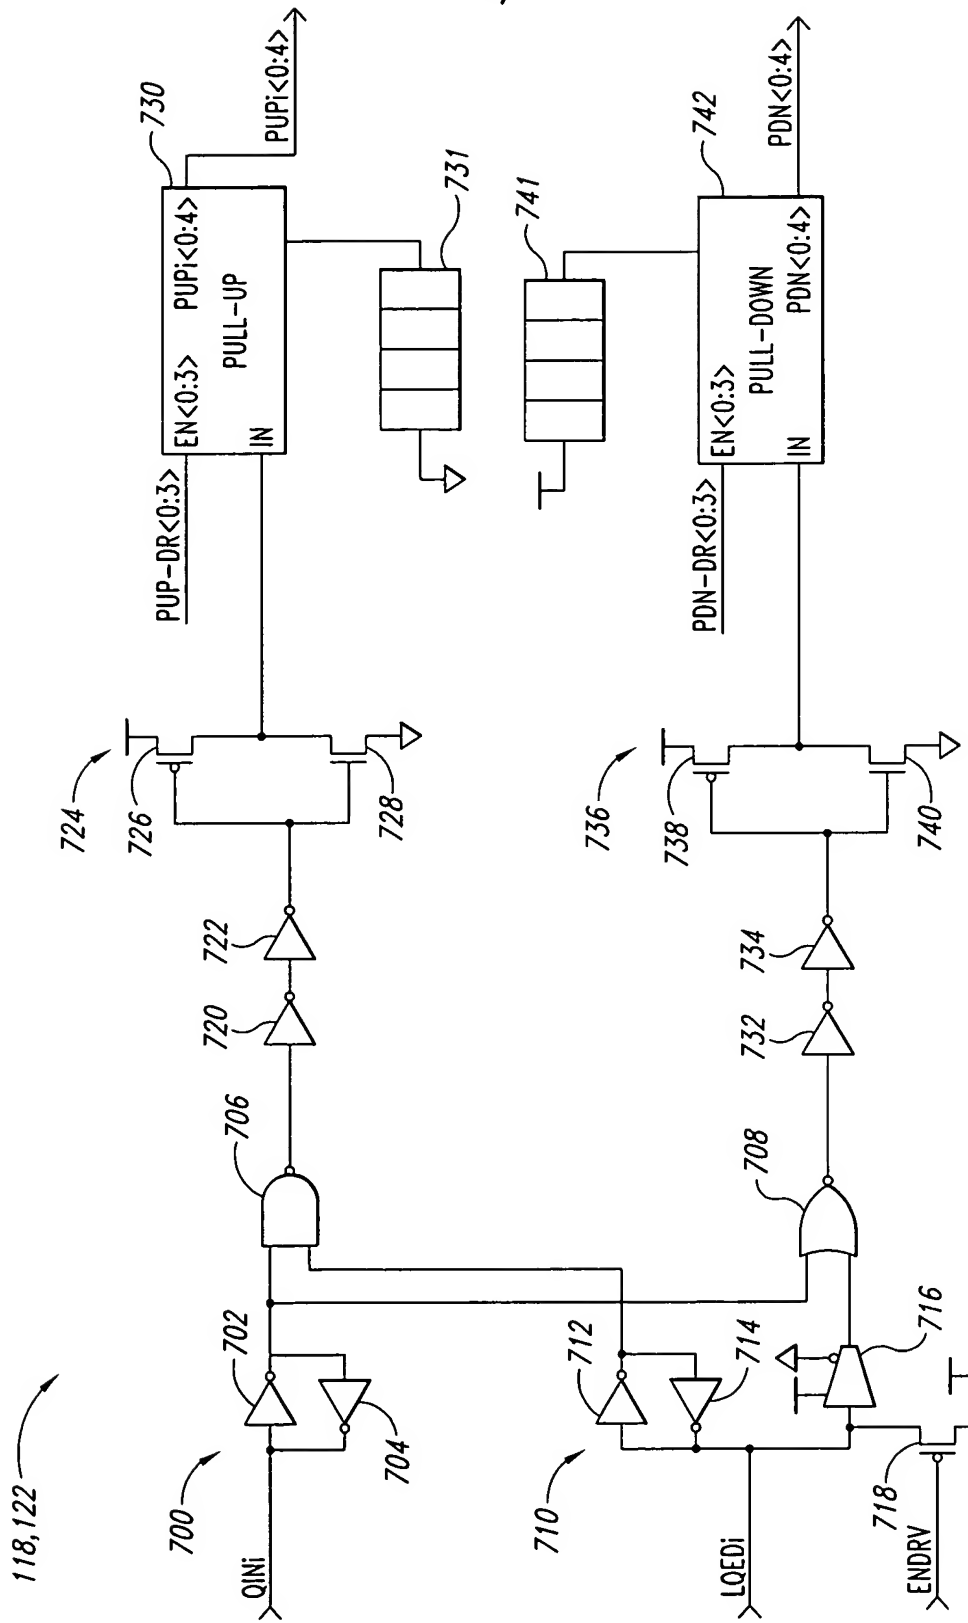 118,122
QINi
700
702
704
706
720
722
724
726
728
PUP-DR<0:3>
EN<0:3>
IN
PUPi<0:4>
PULL-UP
730
PUPi<0:4>
731
741
LQEDi
710
712
714
716
ENDRV
718
708
732
734
736
738
740
PDN-DR<0:3>
EN<0:3>
IN
PULL-DOWN
PDN<0:4>
742
PDN<0:4>